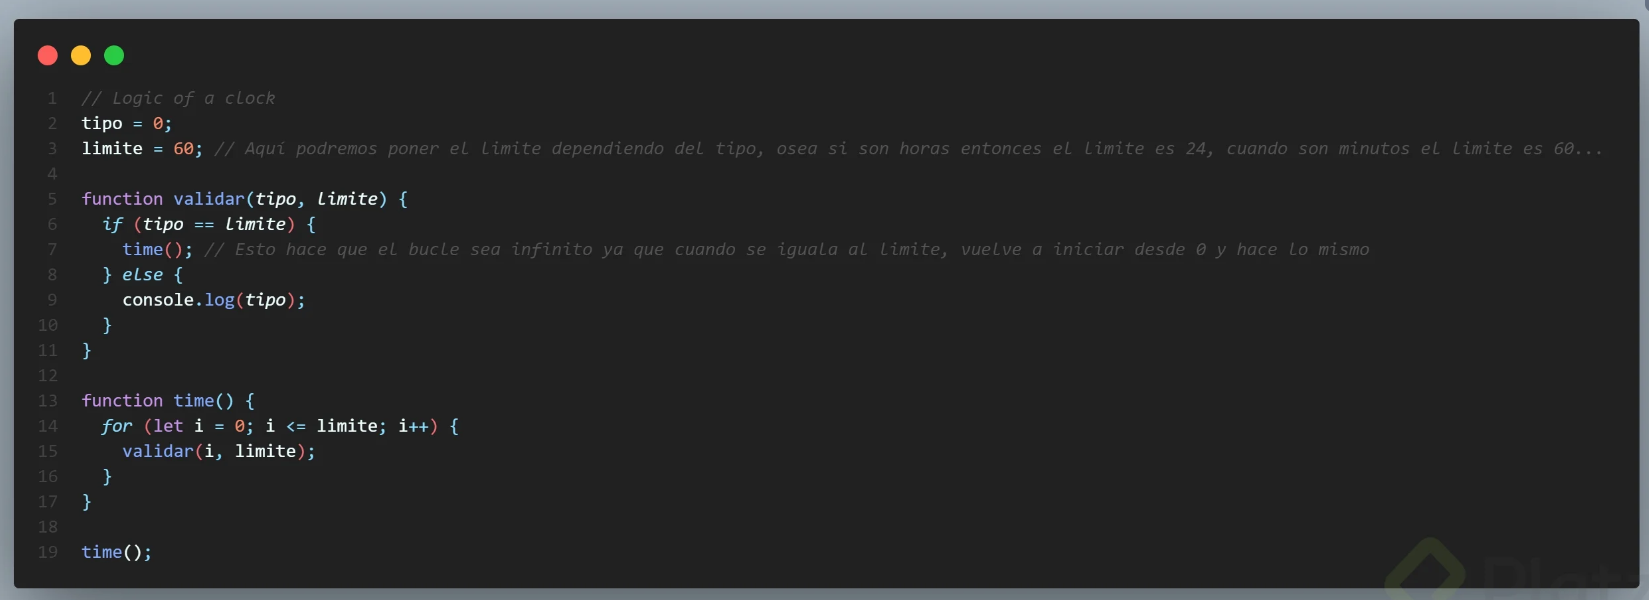 1 // Logic of a clock
2 tipo = 0;
3 limite = 60; // Aquí podremos poner el limite dependiendo del tipo, osea si son horas entonces el limite es 24, cuando son minutos el limite es 60...
4
5 function validar(tipo, limite) {
6 if (tipo == limite) {
7 time(); // Esto hace que el bucle sea infinito ya que cuando se iguala al limite, vuelve a iniciar desde 0 y hace lo mismo
8 } else {
9 console.log(tipo);
10 }
11 }
12
13 function time() {
14 for (let i = 0; i <= limite; i++) {
15 validar(i, limite);
16 }
17 }
18
19 time();